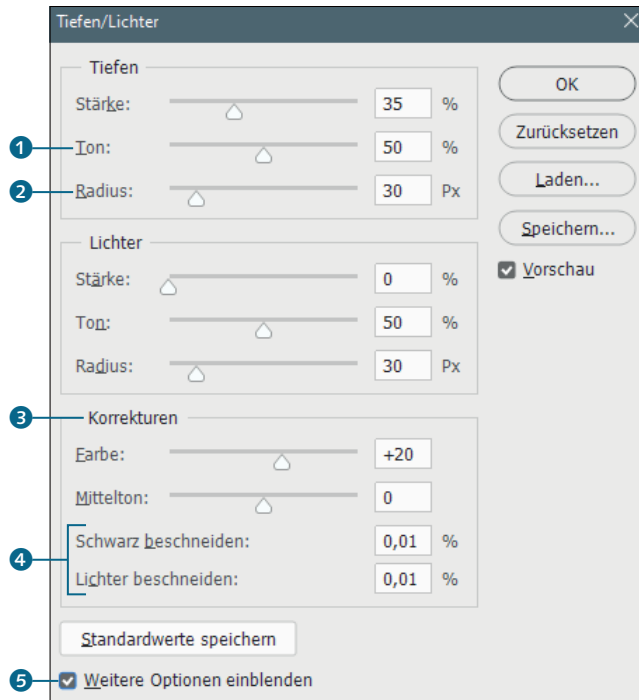 Tiefen/Lichter
Tiefen
Stärke: 35 %
1 Ton: 50 %
2 Radius: 30 Px
Lichter
Stärke: 0 %
Ton: 50 %
Radius: 30 Px
3 Korrekturen
Farbe: +20
Mittelton: 0
4
Schwarz beschneiden: 0,01 %
Lichter beschneiden: 0,01 %
Standardwerte speichern
5 Weitere Optionen einblenden
OK
Zurücksetzen
Laden...
Speichern...
Vorschau